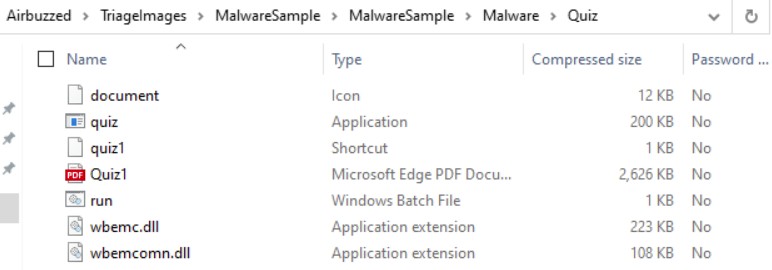 Airbuzzed > TriageImages > MalwareSample > MalwareSample > Malware > Quiz
Name Type Compressed size Password ...
document Icon 12 KB No
quiz Application 200 KB No
quiz1 Shortcut 1 KB No
PDF Quiz1 Microsoft Edge PDF Docu... 2,626 KB No
run Windows Batch File 1 KB No
wbemc.dll Application extension 223 KB No
wbemcomn.dll Application extension 108 KB No